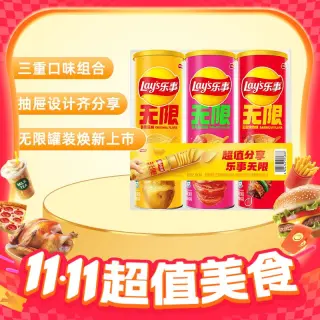 三重口味组合
抽屉设计齐分享
无限罐装焕新上市
Lay's乐事
无限
Lay's乐事
无限
Lay's乐事
无限
超值分享
乐事无限
11·11超值美食